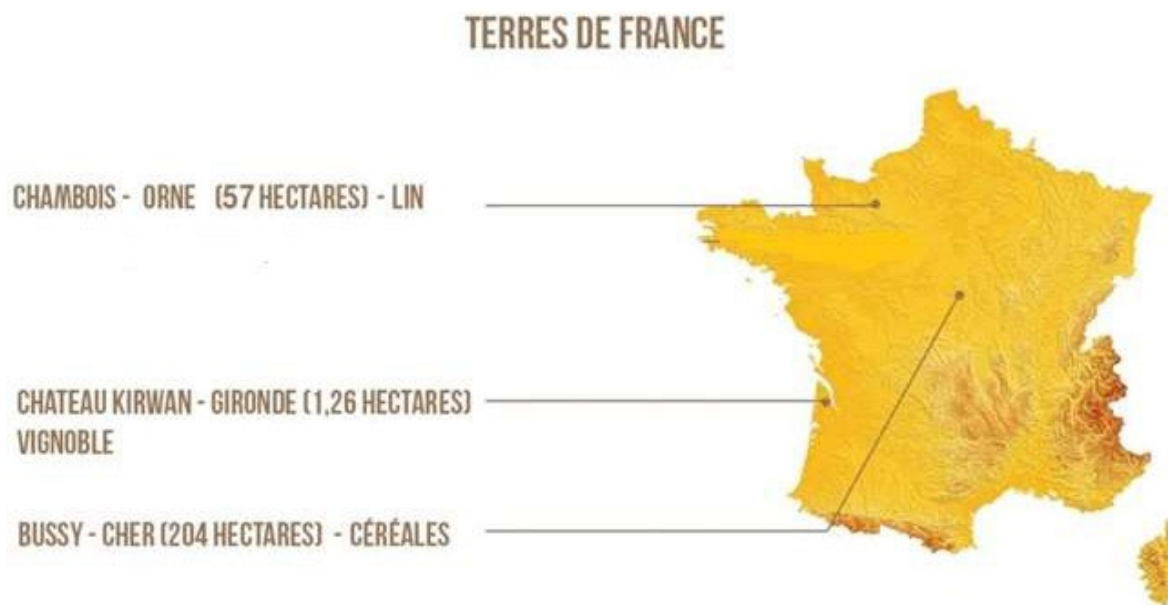 TERRES DE FRANCE
CHAMBOIS - ORNE (57 HECTARES) - LIN
CHATEAU KIRWAN - GIRONDE (1,26 HECTARES)
VIGNOBLE
BUSSY - CHER (204 HECTARES) - CÉRÉALES